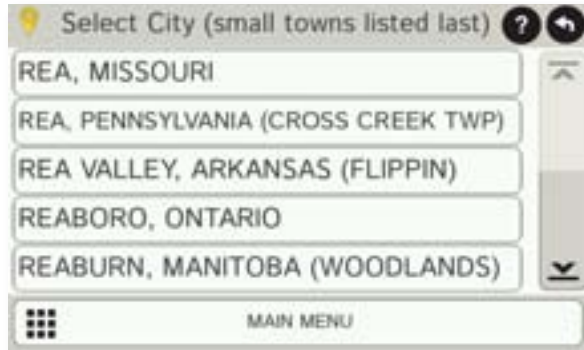 Select City (small towns listed last) ?
REA, MISSOURI
REA, PENNSYLVANIA (CROSS CREEK TWP)
REA VALLEY, ARKANSAS (FLIPPIN)
REABORO, ONTARIO
REABURN, MANITOBA (WOODLANDS)
MAIN MENU